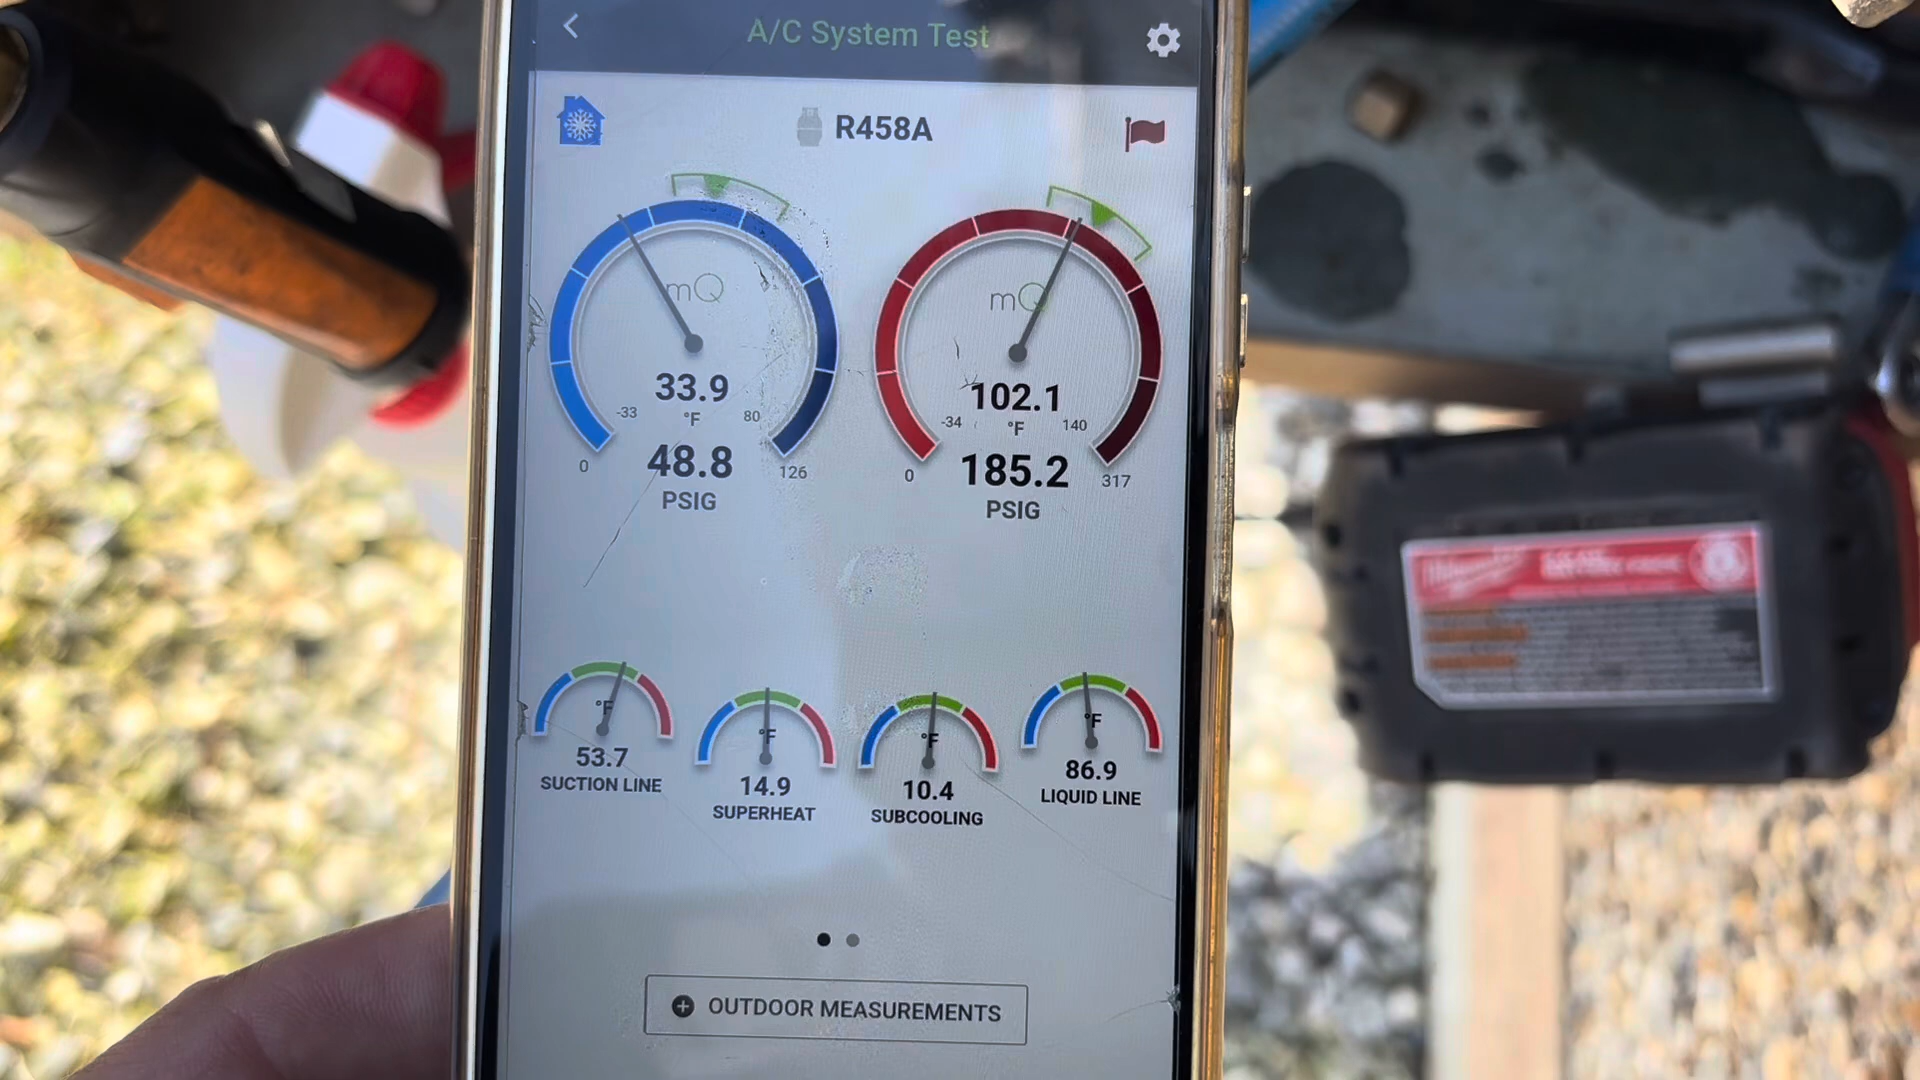 A/C System Test
R458A
mQ
33.9
°F
-33
80
48.8
PSIG
0
126
mQ
102.1
°F
-34
140
185.2
PSIG
0
317
°F
53.7
SUCTION LINE
°F
14.9
SUPERHEAT
°F
10.4
SUBCOOLING
°F
86.9
LIQUID LINE
OUTDOOR MEASUREMENTS
Milwaukee